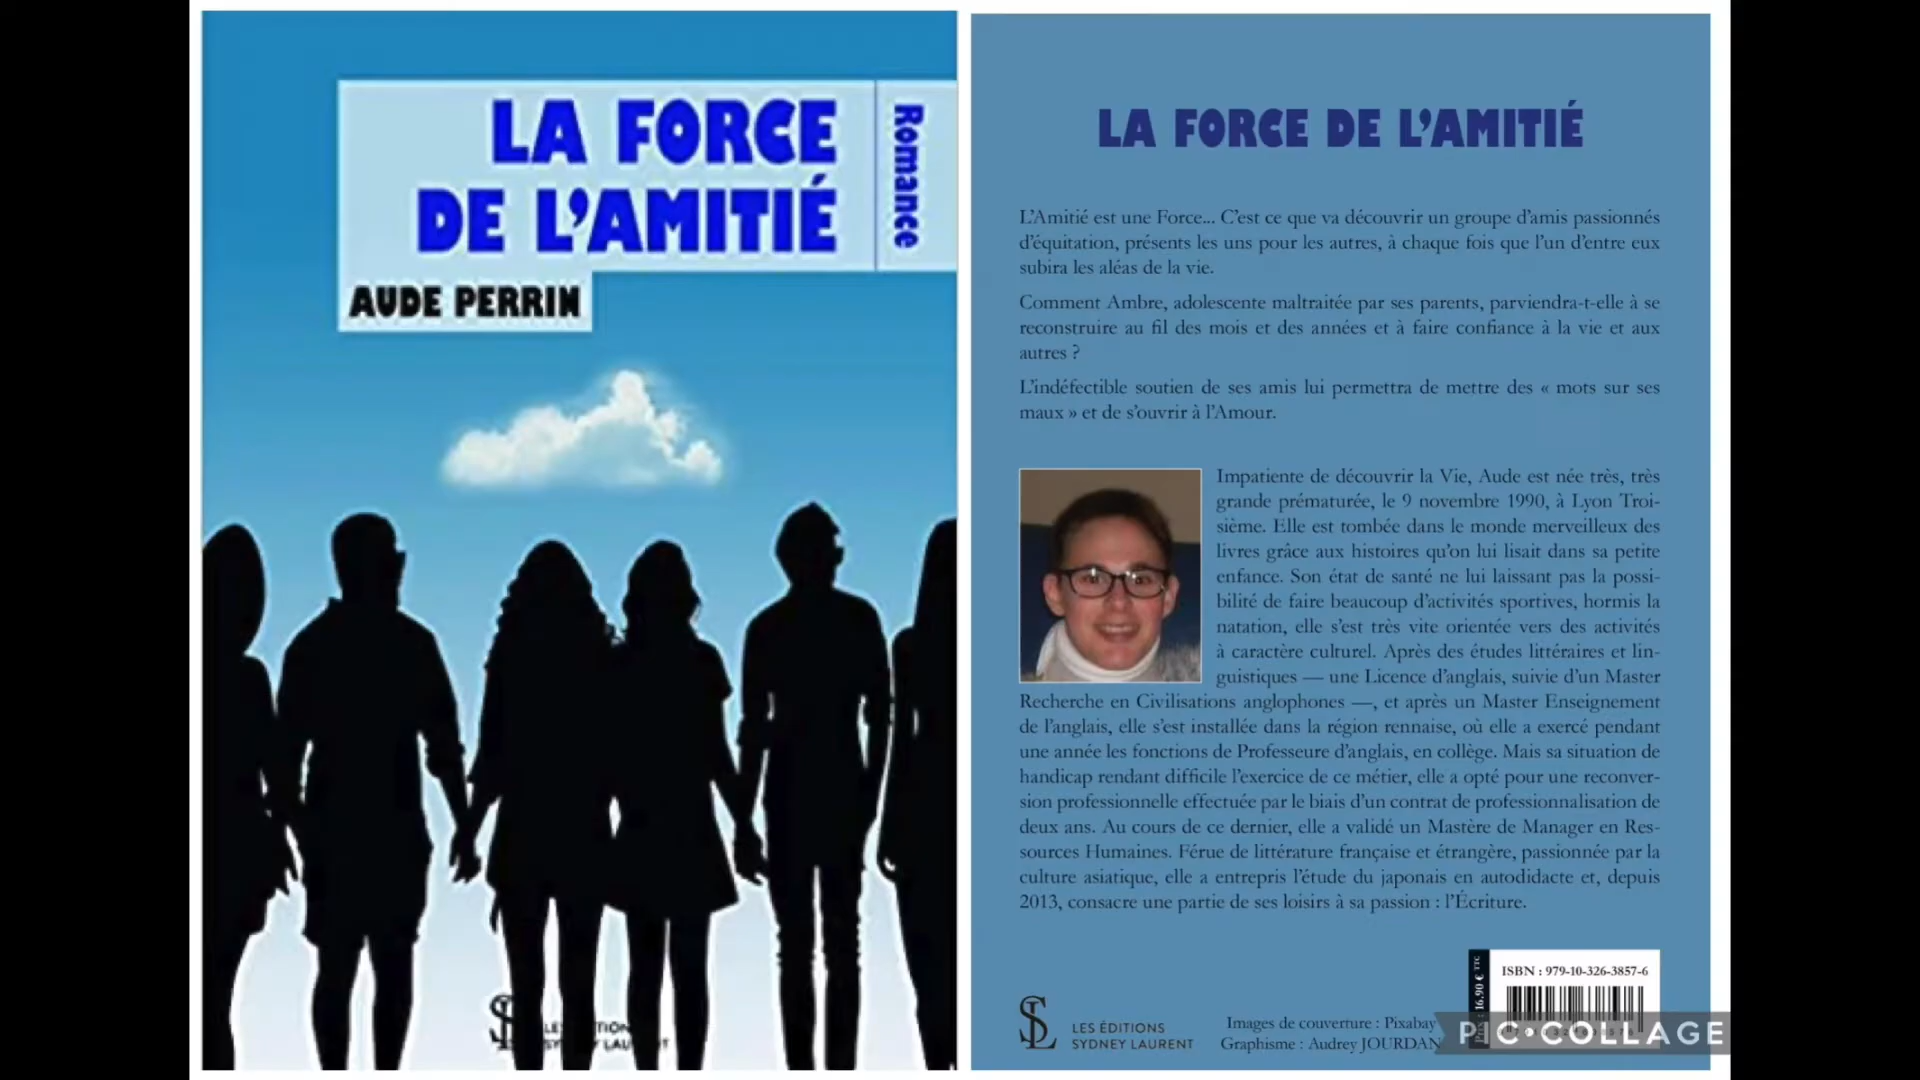 LA FORCE
DE L'AMITIÉ
Romance
AUDE PERRIN
SYDNEY LAURENT
LA FORCE DE L'AMITIÉ
L'Amitié est une Force... C'est ce que va découvrir un groupe d'amis passionnés
d'équitation, présents les uns pour les autres, à chaque fois que l'un d'entre eux
subira les aléas de la vie.
Comment Ambre, adolescente maltraitée par ses parents, parviendra-t-elle à se
reconstruire au fil des mois et des années et à faire confiance à la vie et aux
autres ?
L'indéfectible soutien de ses amis lui permettra de mettre des « mots sur ses
maux » et de s'ouvrir à l'Amour.
Impatiente de découvrir la Vie, Aude est née très, très
grande prématurée, le 9 novembre 1990, à Lyon Troi-
sième. Elle est tombée dans le monde merveilleux des
livres grâce aux histoires qu'on lui lisait dans sa petite
enfance. Son état de santé ne lui laissant pas la possi-
bilité de faire beaucoup d'activités sportives, hormis la
natation, elle s'est très vite orientée vers des activités
à caractère culturel. Après des études littéraires et lin-
guistiques — une Licence d'anglais, suivie d'un Master
Recherche en Civilisations anglophones —, et après un Master Enseignement
de l'anglais, elle s'est installée dans la région rennaise, où elle a exercé pendant
une année les fonctions de Professeure d'anglais, en collège. Mais sa situation de
handicap rendant difficile l'exercice de ce métier, elle a opté pour une reconver-
sion professionnelle effectuée par le biais d'un contrat de professionnalisation de
deux ans. Au cours de ce dernier, elle a validé un Mastère de Manager en Res-
sources Humaines. Férue de littérature française et étrangère, passionnée par la
culture asiatique, elle a entrepris l'étude du japonais en autodidacte et, depuis
2013, consacre une partie de ses loisirs à sa passion : l'Écriture.
SL
LES ÉDITIONS
SYDNEY LAURENT
Images de couverture : Pixabay
Graphisme : Audrey JOURDAN
16.90 € TTC
ISBN : 979-10-326-3857-6
PIC•COLLAGE